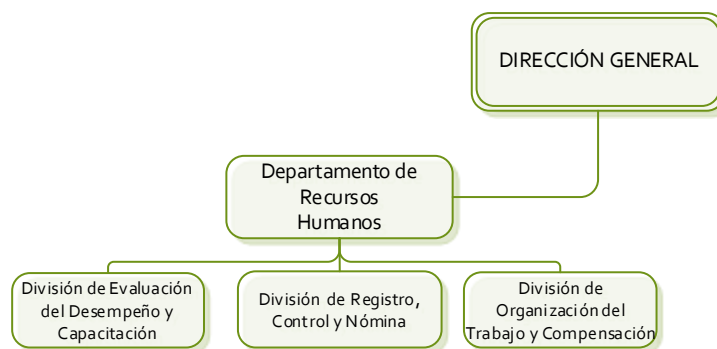 DIRECCIÓN GENERAL
Departamento de
Recursos
Humanos
División de Evaluación
del Desempeño y
Capacitación
División de Registro,
Control y Nómina
División de
Organización del
Trabajo y Compensación